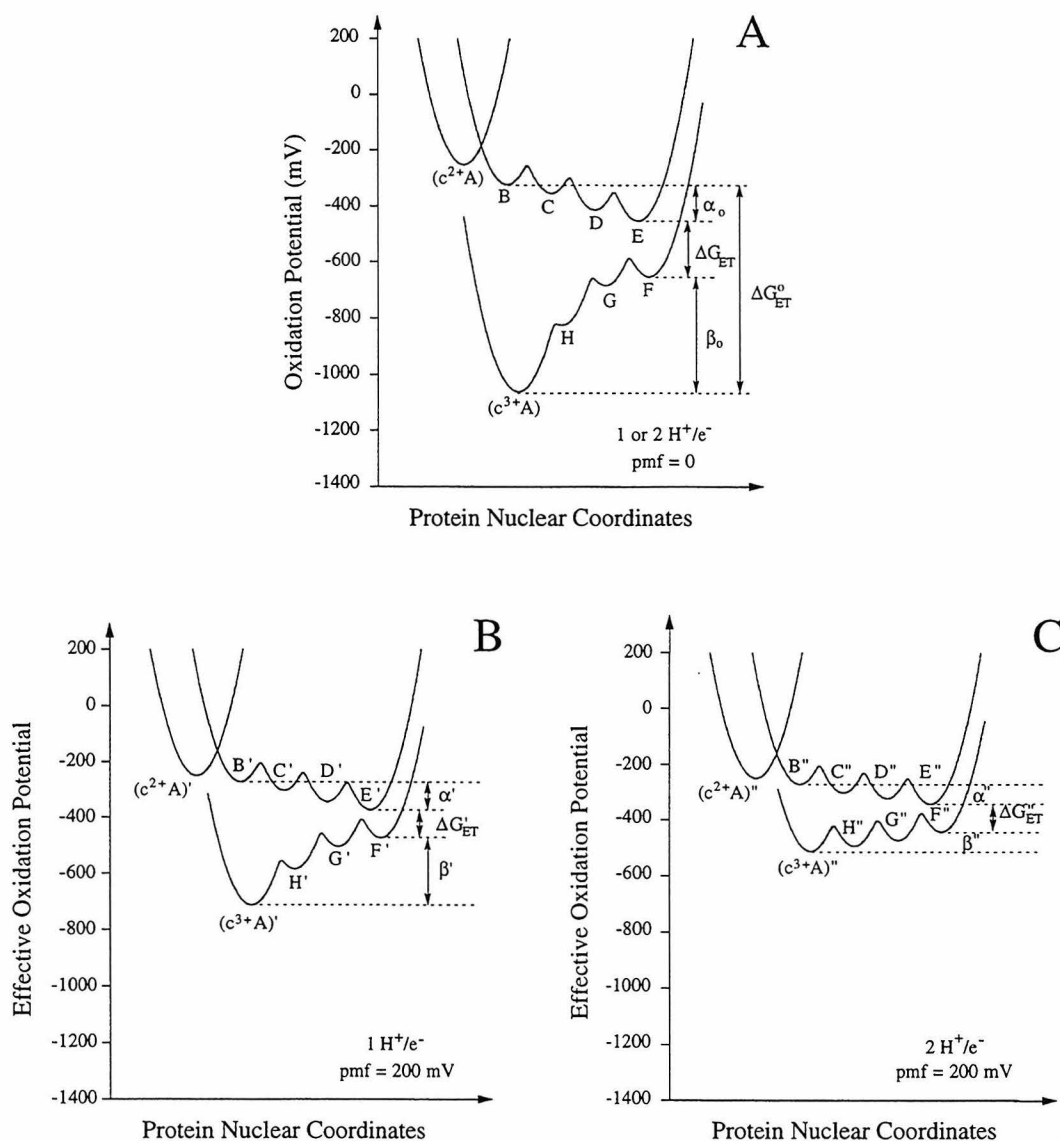 A
Oxidation Potential (mV)
200
0
-200
-400
-600
-800
-1000
-1200
-1400
(c²⁺A)
B
C
D
E
F
G
H
(c³⁺A)
αₒ
ΔG_ET
βₒ
ΔG°_ET
1 or 2 H⁺/e⁻
pmf = 0
Protein Nuclear Coordinates
B
Effective Oxidation Potential
200
0
-200
-400
-600
-800
-1000
-1200
-1400
(c²⁺A)'
B'
C'
D'
E'
F'
G'
H'
(c³⁺A)'
α'
ΔG'_ET
β'
1 H⁺/e⁻
pmf = 200 mV
Protein Nuclear Coordinates
C
Effective Oxidation Potential
200
0
-200
-400
-600
-800
-1000
-1200
-1400
(c²⁺A)"
B"
C"
D"
E"
F"
G"
H"
(c³⁺A)"
α"
ΔG"_ET
β"
2 H⁺/e⁻
pmf = 200 mV
Protein Nuclear Coordinates